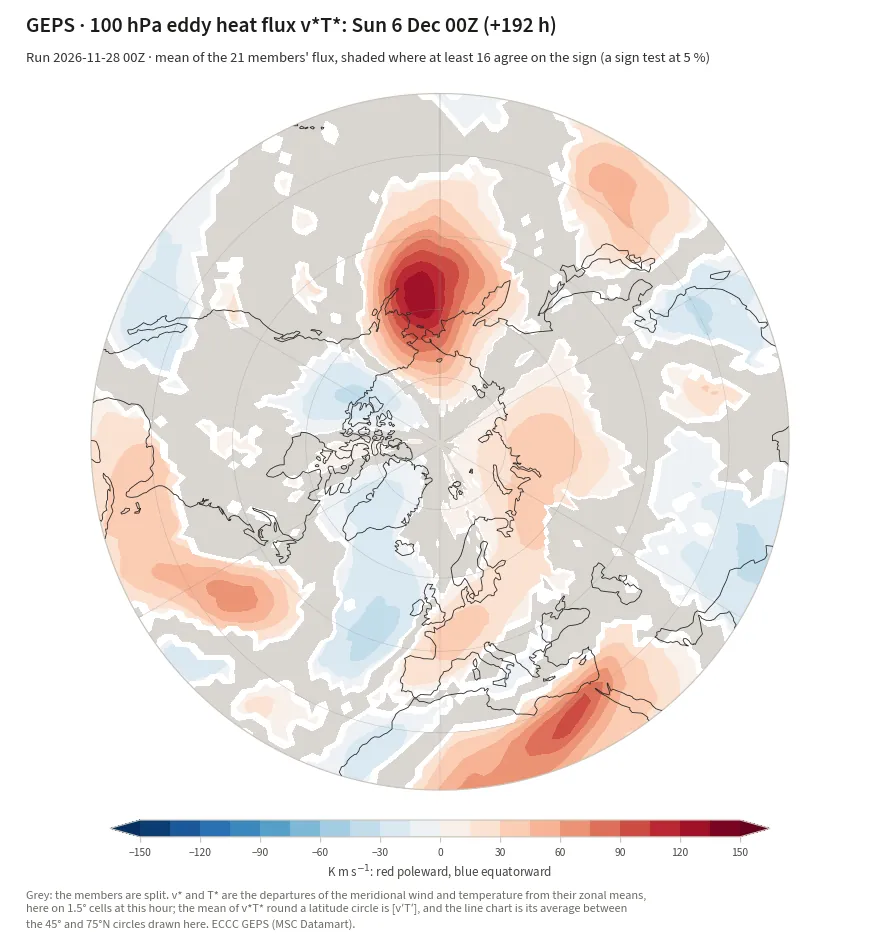 GEPS · 100 hPa eddy heat flux v*T*: Sun 6 Dec 00Z (+192 h)
Run 2026-11-28 00Z · mean of the 21 members' flux, shaded where at least 16 agree on the sign (a sign test at 5 %)
−150 −120 −90 −60 −30 0 30 60 90 120 150
K m s⁻¹: red poleward, blue equatorward
Grey: the members are split. v* and T* are the departures of the meridional wind and temperature from their zonal means,
here on 1.5° cells at this hour; the mean of v*T* round a latitude circle is [v'T'], and the line chart is its average between
the 45° and 75°N circles drawn here. ECCC GEPS (MSC Datamart).